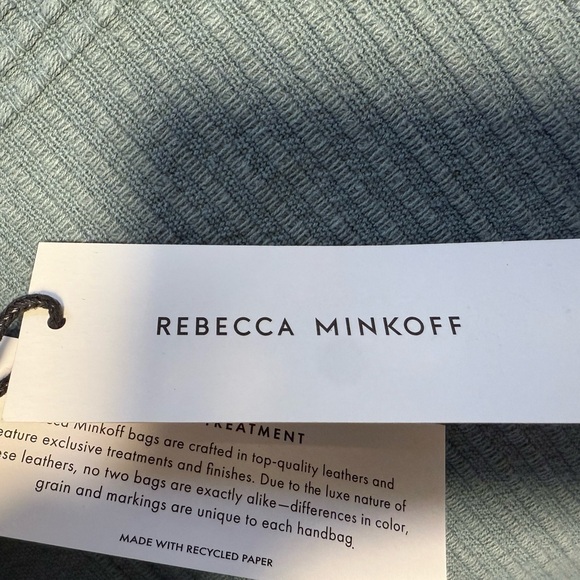 REBECCA MINKOFF
TREATMENT
Minkoff bags are crafted in top-quality leathers and
exclusive treatments and finishes. Due to the luxe nature of
leathers, no two bags are exactly alike—differences in color,
grain and markings are unique to each handbag.
MADE WITH RECYCLED PAPER